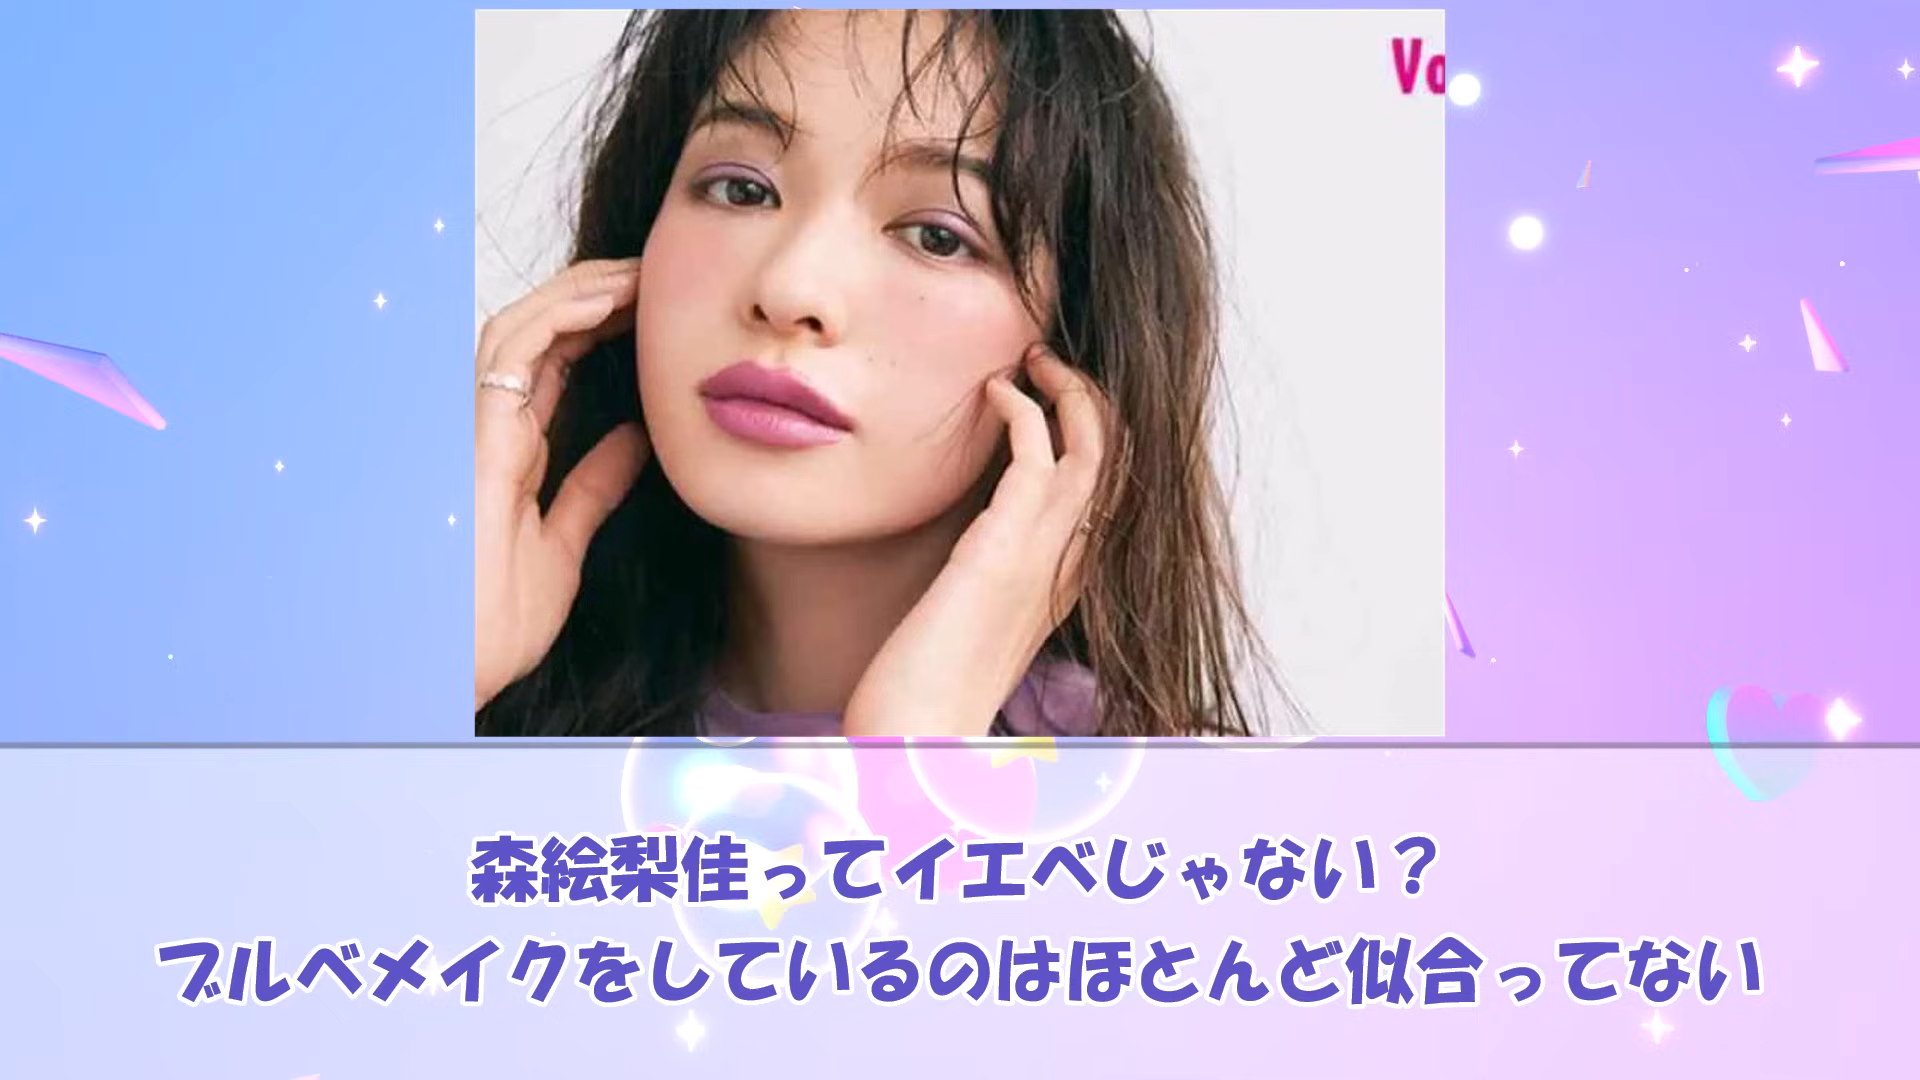 Vo
森絵梨佳ってイエベじゃない？
ブルベメイクをしているのはほとんど似合ってない